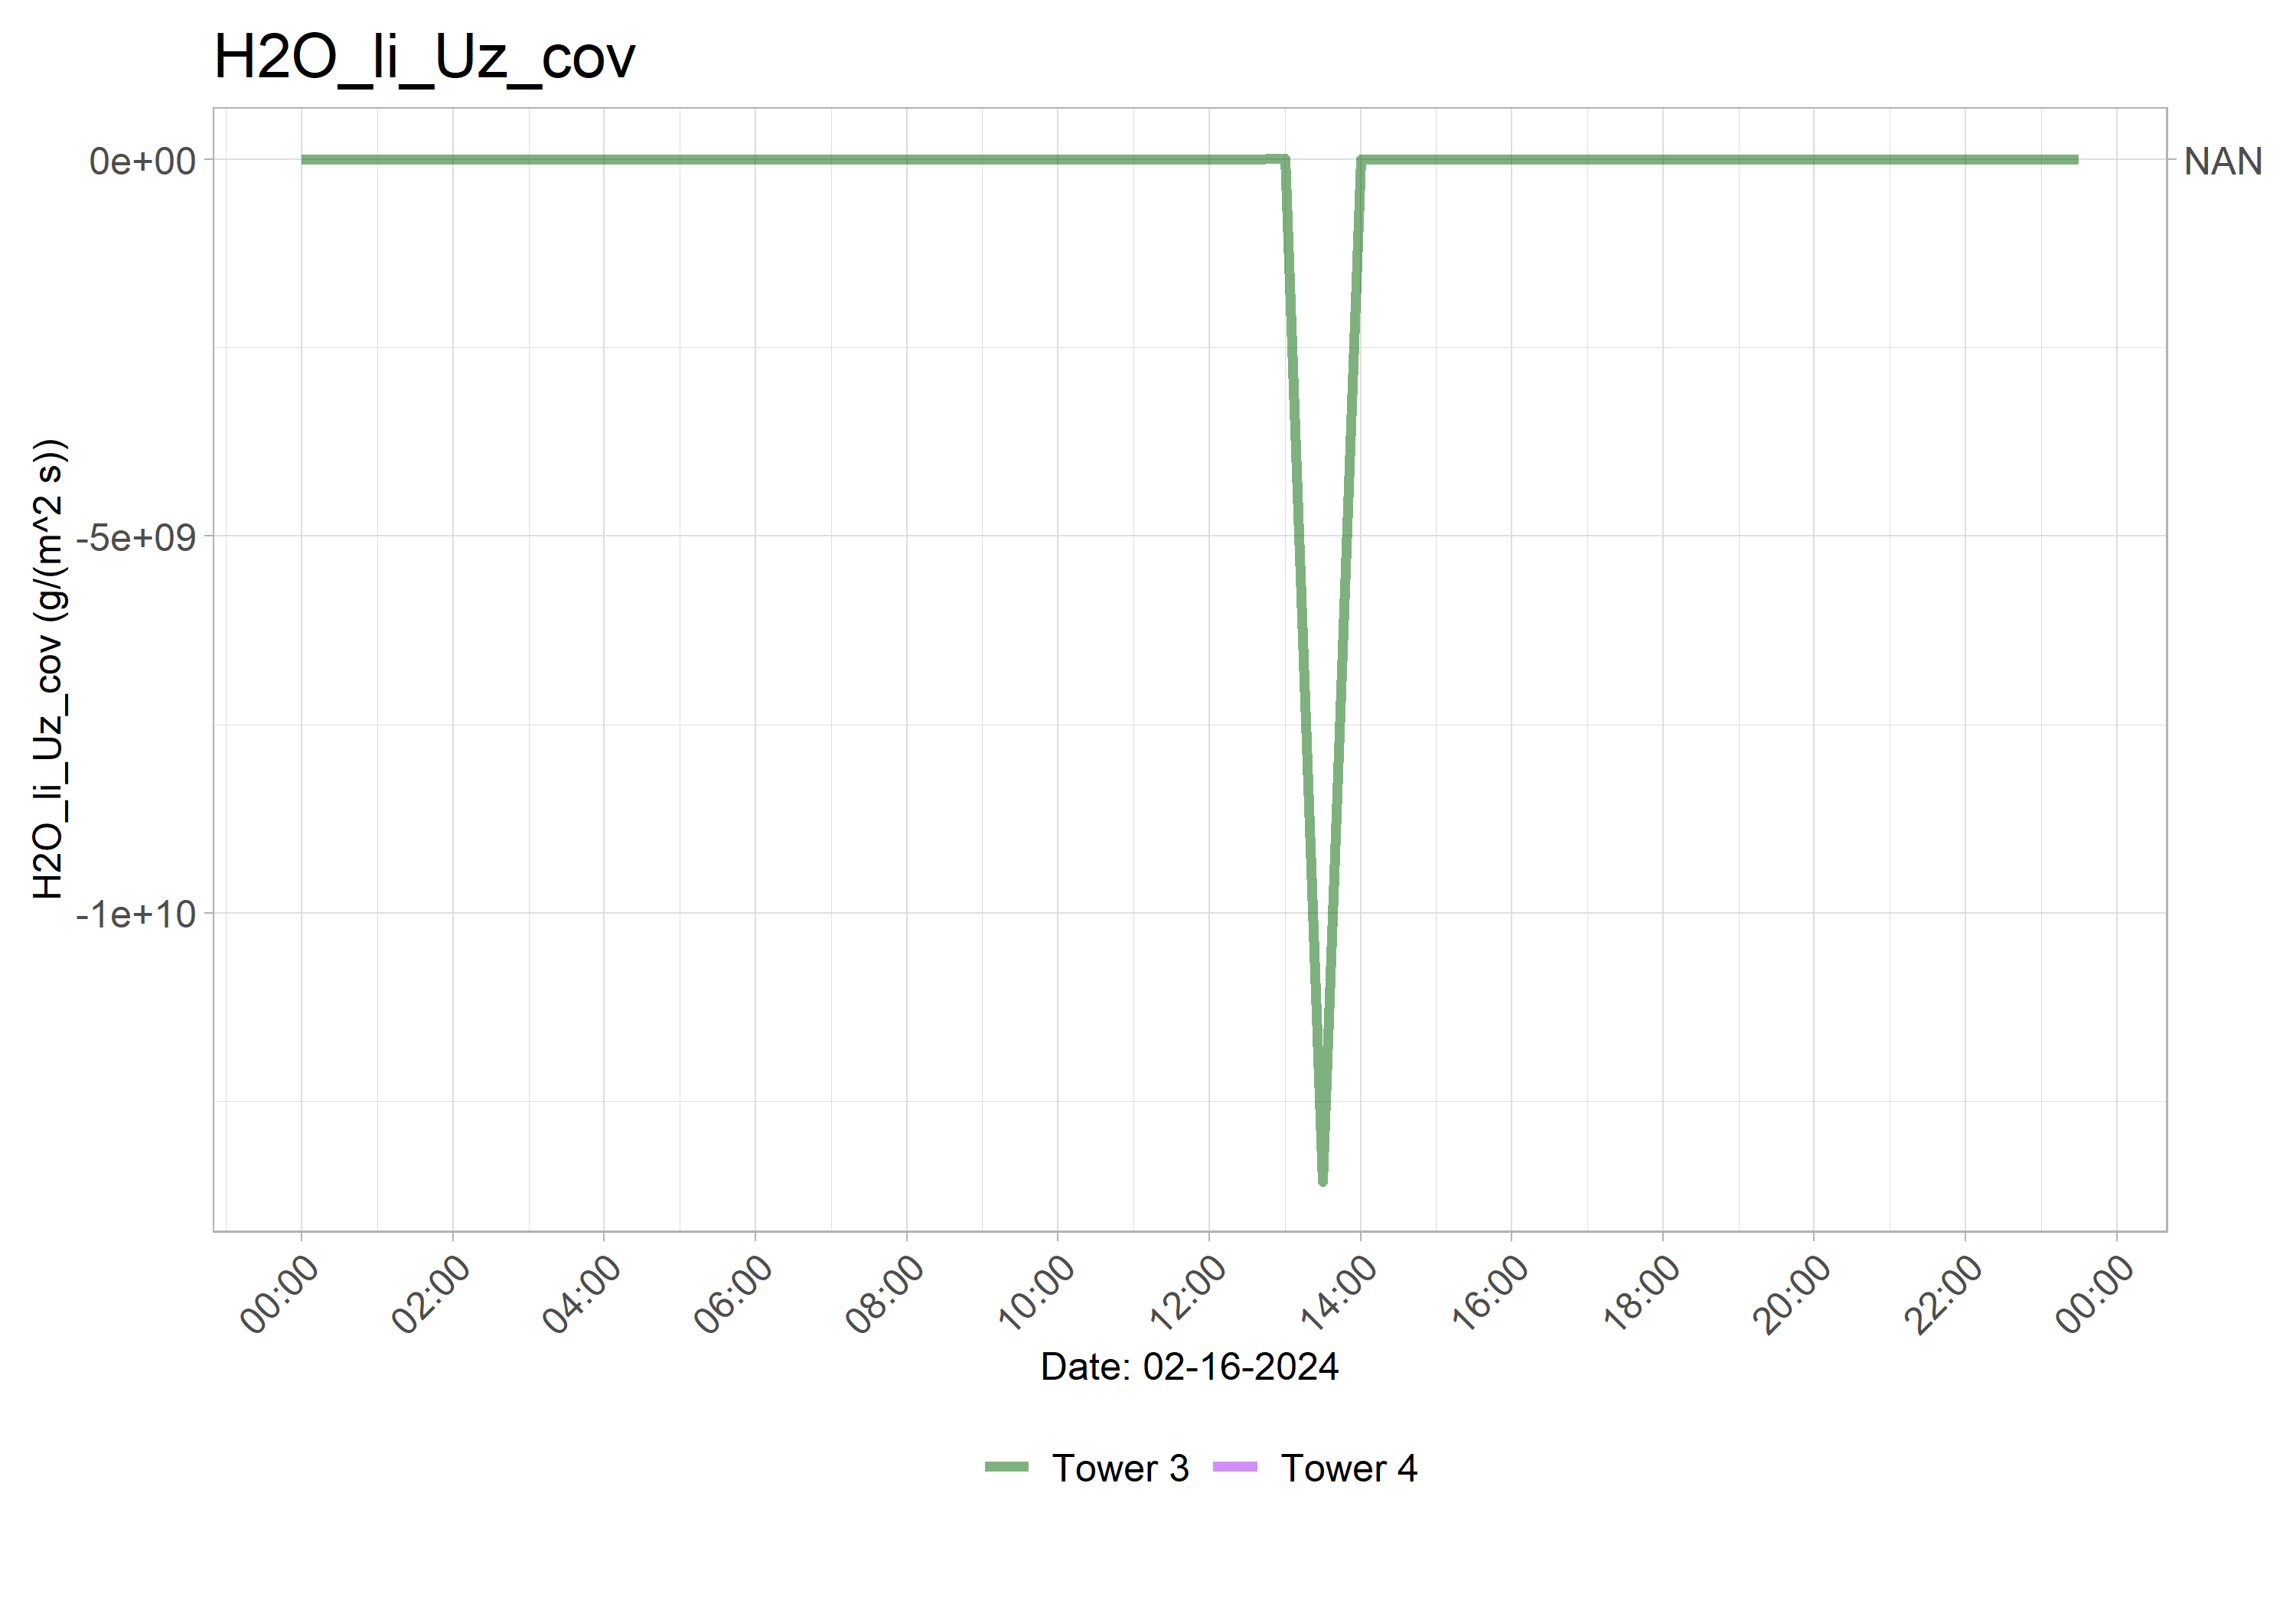 H2O_li_Uz_cov
H2O_li_Uz_cov (g/(m^2 s))
0e+00
-5e+09
-1e+10
NAN
00:00
02:00
04:00
06:00
08:00
10:00
12:00
14:00
16:00
18:00
20:00
22:00
00:00
Date: 02-16-2024
Tower 3
Tower 4